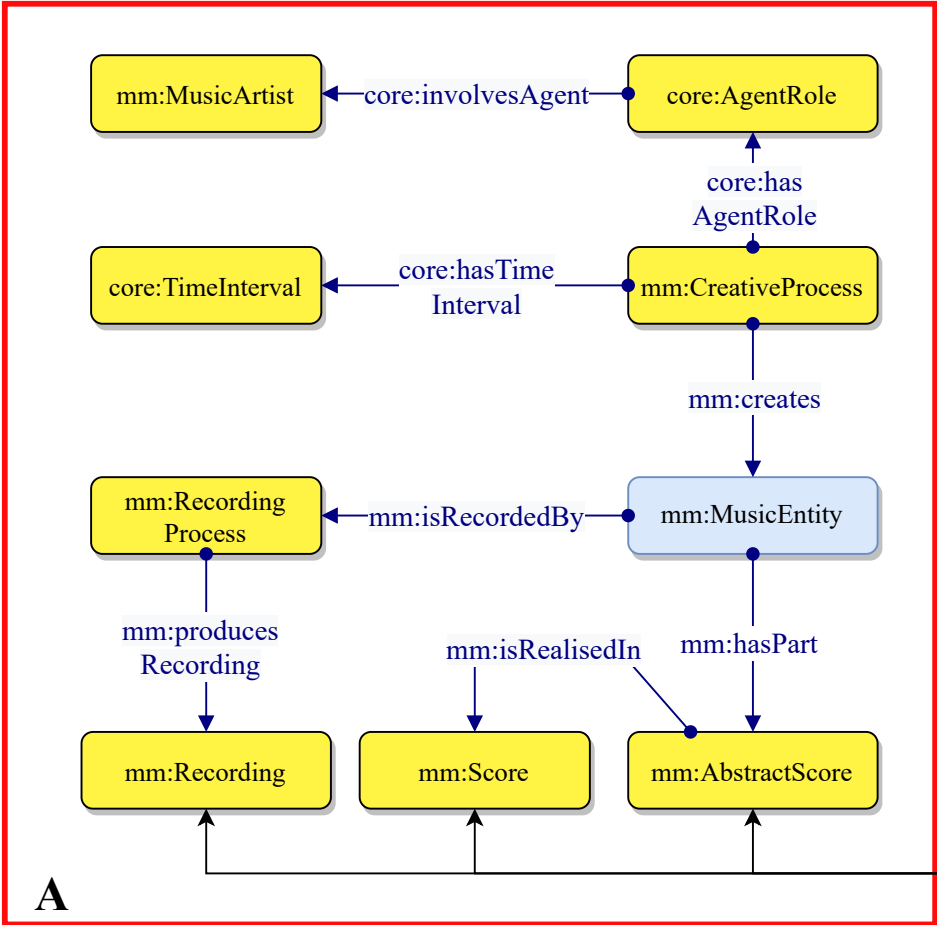 mm:MusicArtist
core:involvesAgent
core:AgentRole
core:has
AgentRole
core:TimeInterval
core:hasTime
Interval
mm:CreativeProcess
mm:creates
mm:Recording
Process
mm:isRecordedBy
mm:MusicEntity
mm:produces
Recording
mm:isRealisedIn
mm:hasPart
mm:Recording
mm:Score
mm:AbstractScore
A